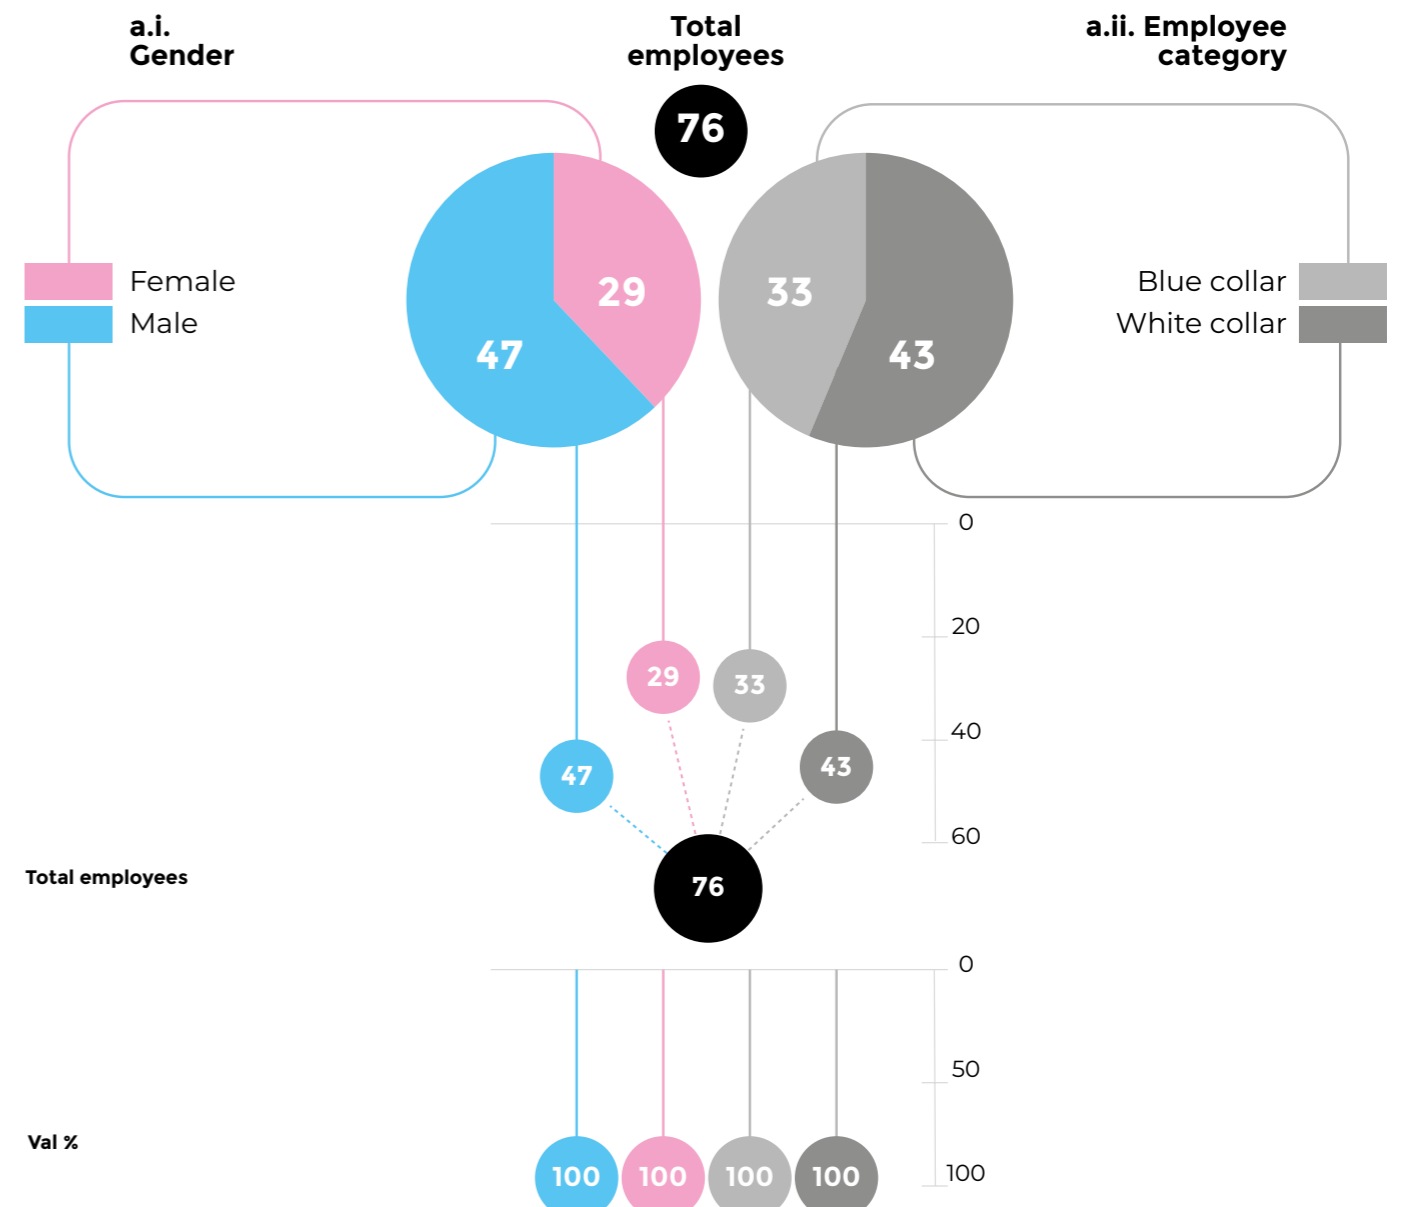 a.i.
Gender
Total
employees
a.ii. Employee
category
76
Female
Male
29
47
33
43
Blue collar
White collar
0
20
40
60
29
33
47
43
Total employees
76
0
50
100
Val %
100
100
100
100